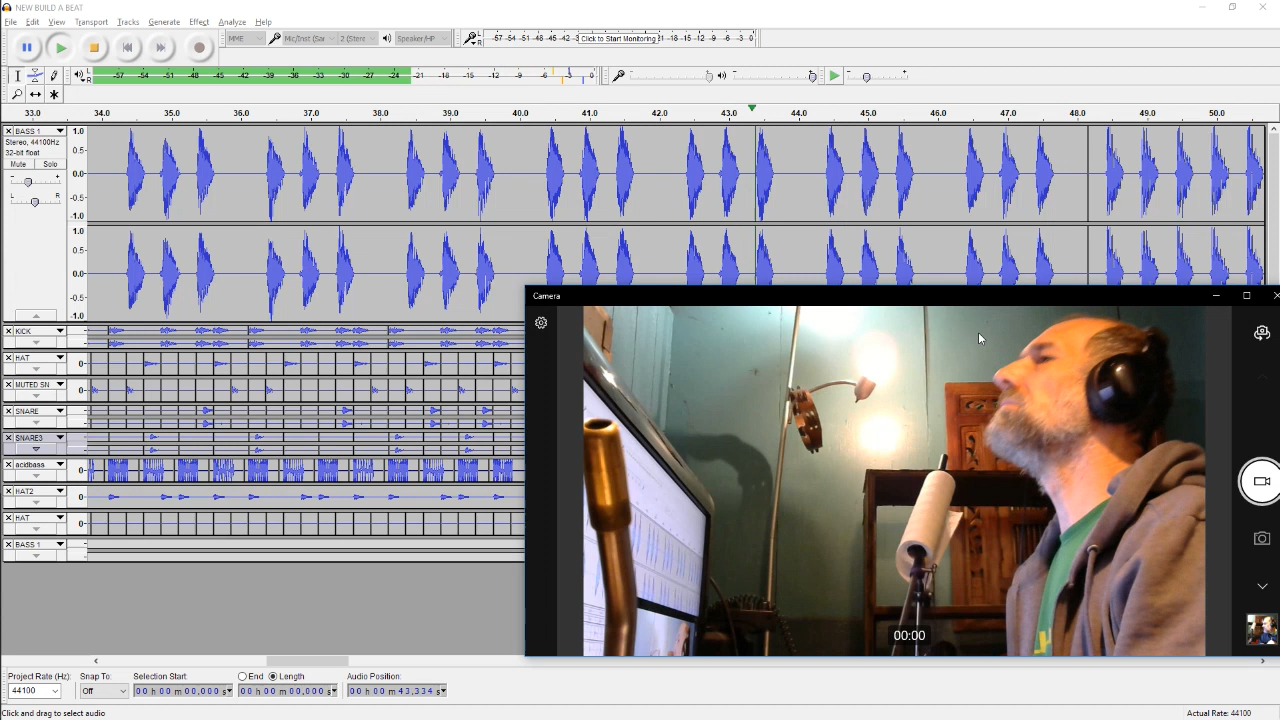 NEW BUILD A BEAT
File Edit View Transport Tracks Generate Effect Analyze Help
MME Mic/Inst (Sa 2 (Stere Speaker/HP L R -57 -54 -51 -48 -45 -42 Click to Start Monitoring -18 -15 -12 -9 -6 -3 0
L R -57 -54 -51 -48 -45 -42 -39 -36 -33 -30 -27 -24 -21 -18 -15 -12 -9 -6 -3 0 - + - +
33.0 34.0 35.0 36.0 37.0 38.0 39.0 40.0 41.0 42.0 43.0 44.0 45.0 46.0 47.0 48.0 49.0 50.0
BASS 1 1.0
Stereo, 44100Hz
32-bit float 0.5
Mute Solo
- + 0.0
L R -0.5
-1.0
1.0
0.5
0.0
-0.5
-1.0
Camera
KICK
HAT 0
MUTED SN 0
SNARE
SNARE3
acidbass 0
HAT2 0
HAT 0
BASS 1
00:00
Project Rate (Hz): Snap To: Selection Start: End Length Audio Position:
44100 Off 00 h 00 m 00,000 s 00 h 00 m 00,000 s 00 h 00 m 43,334 s
Click and drag to select audio Actual Rate: 44100